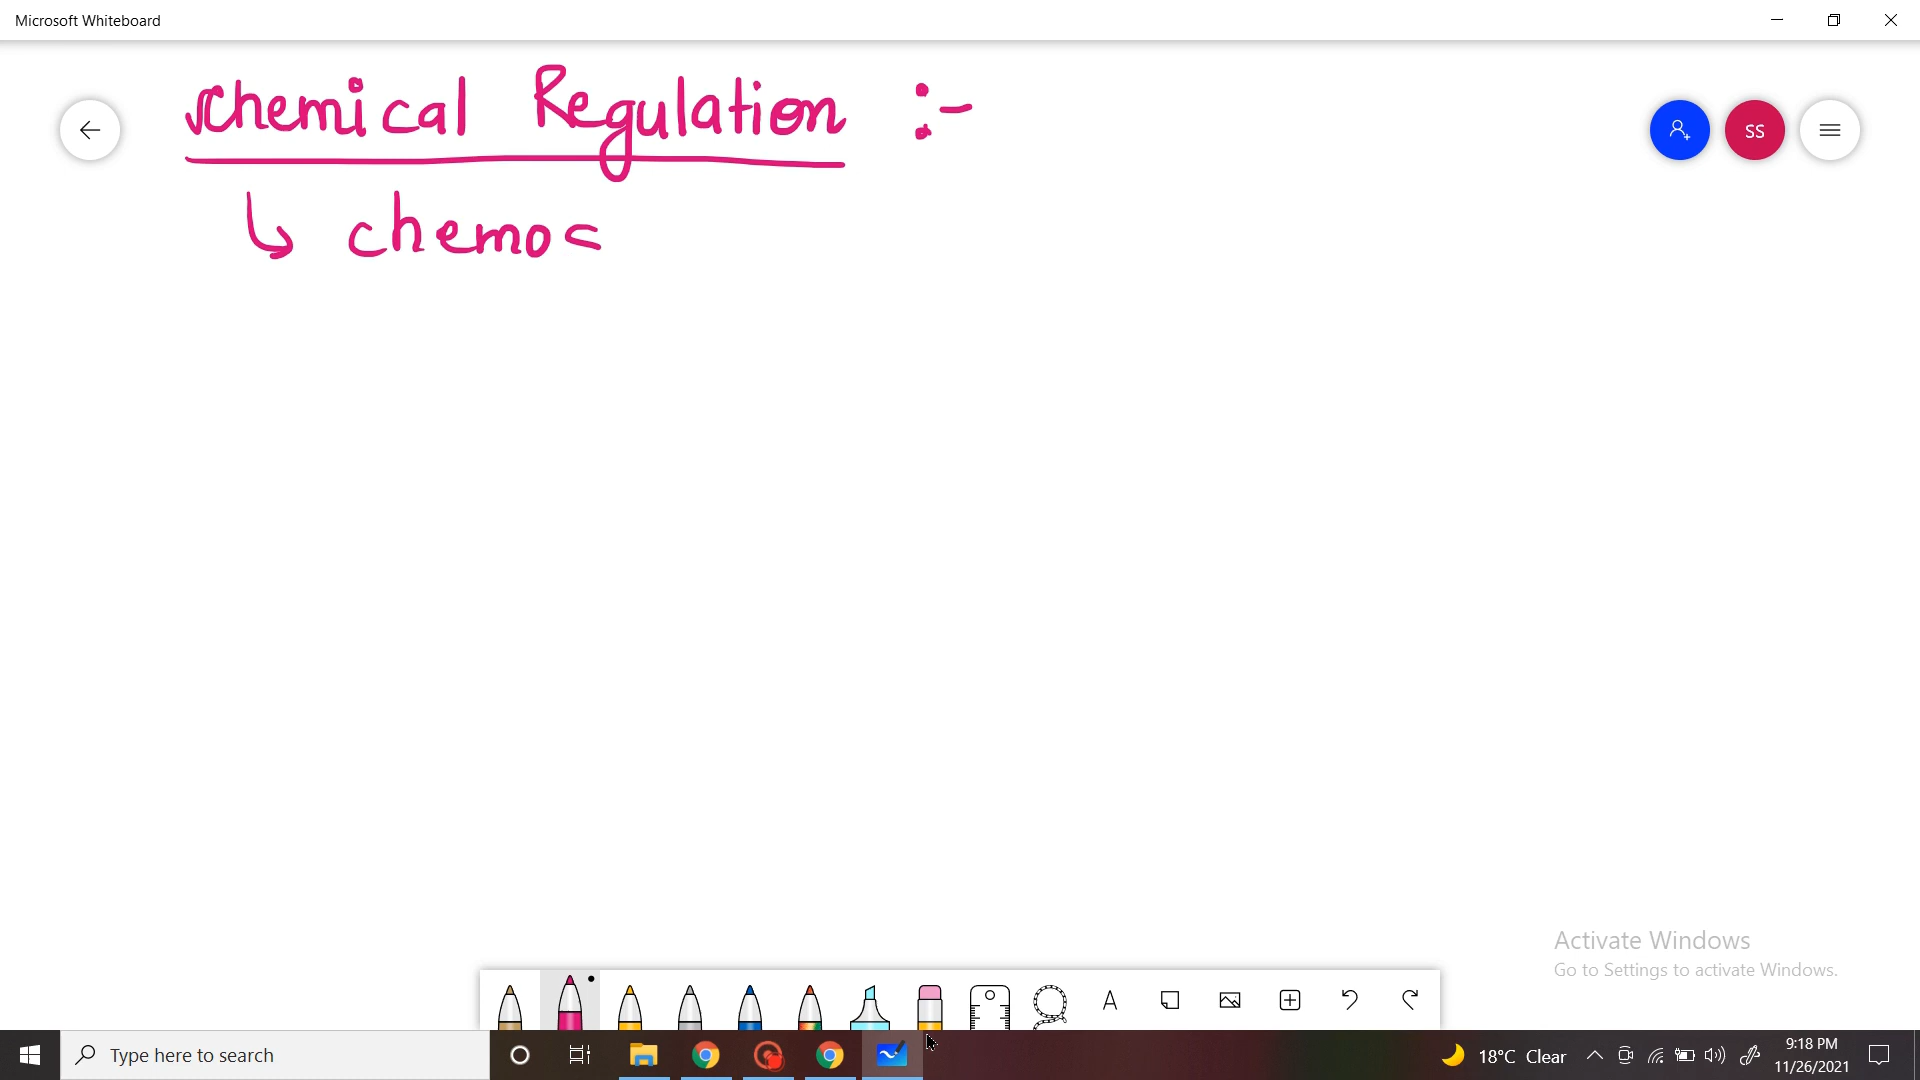 Microsoft Whiteboard
chemical Regulation :-
↳ chemoc
SS
A
Activate Windows
Go to Settings to activate Windows.
Type here to search
18°C Clear
9:18 PM
11/26/2021